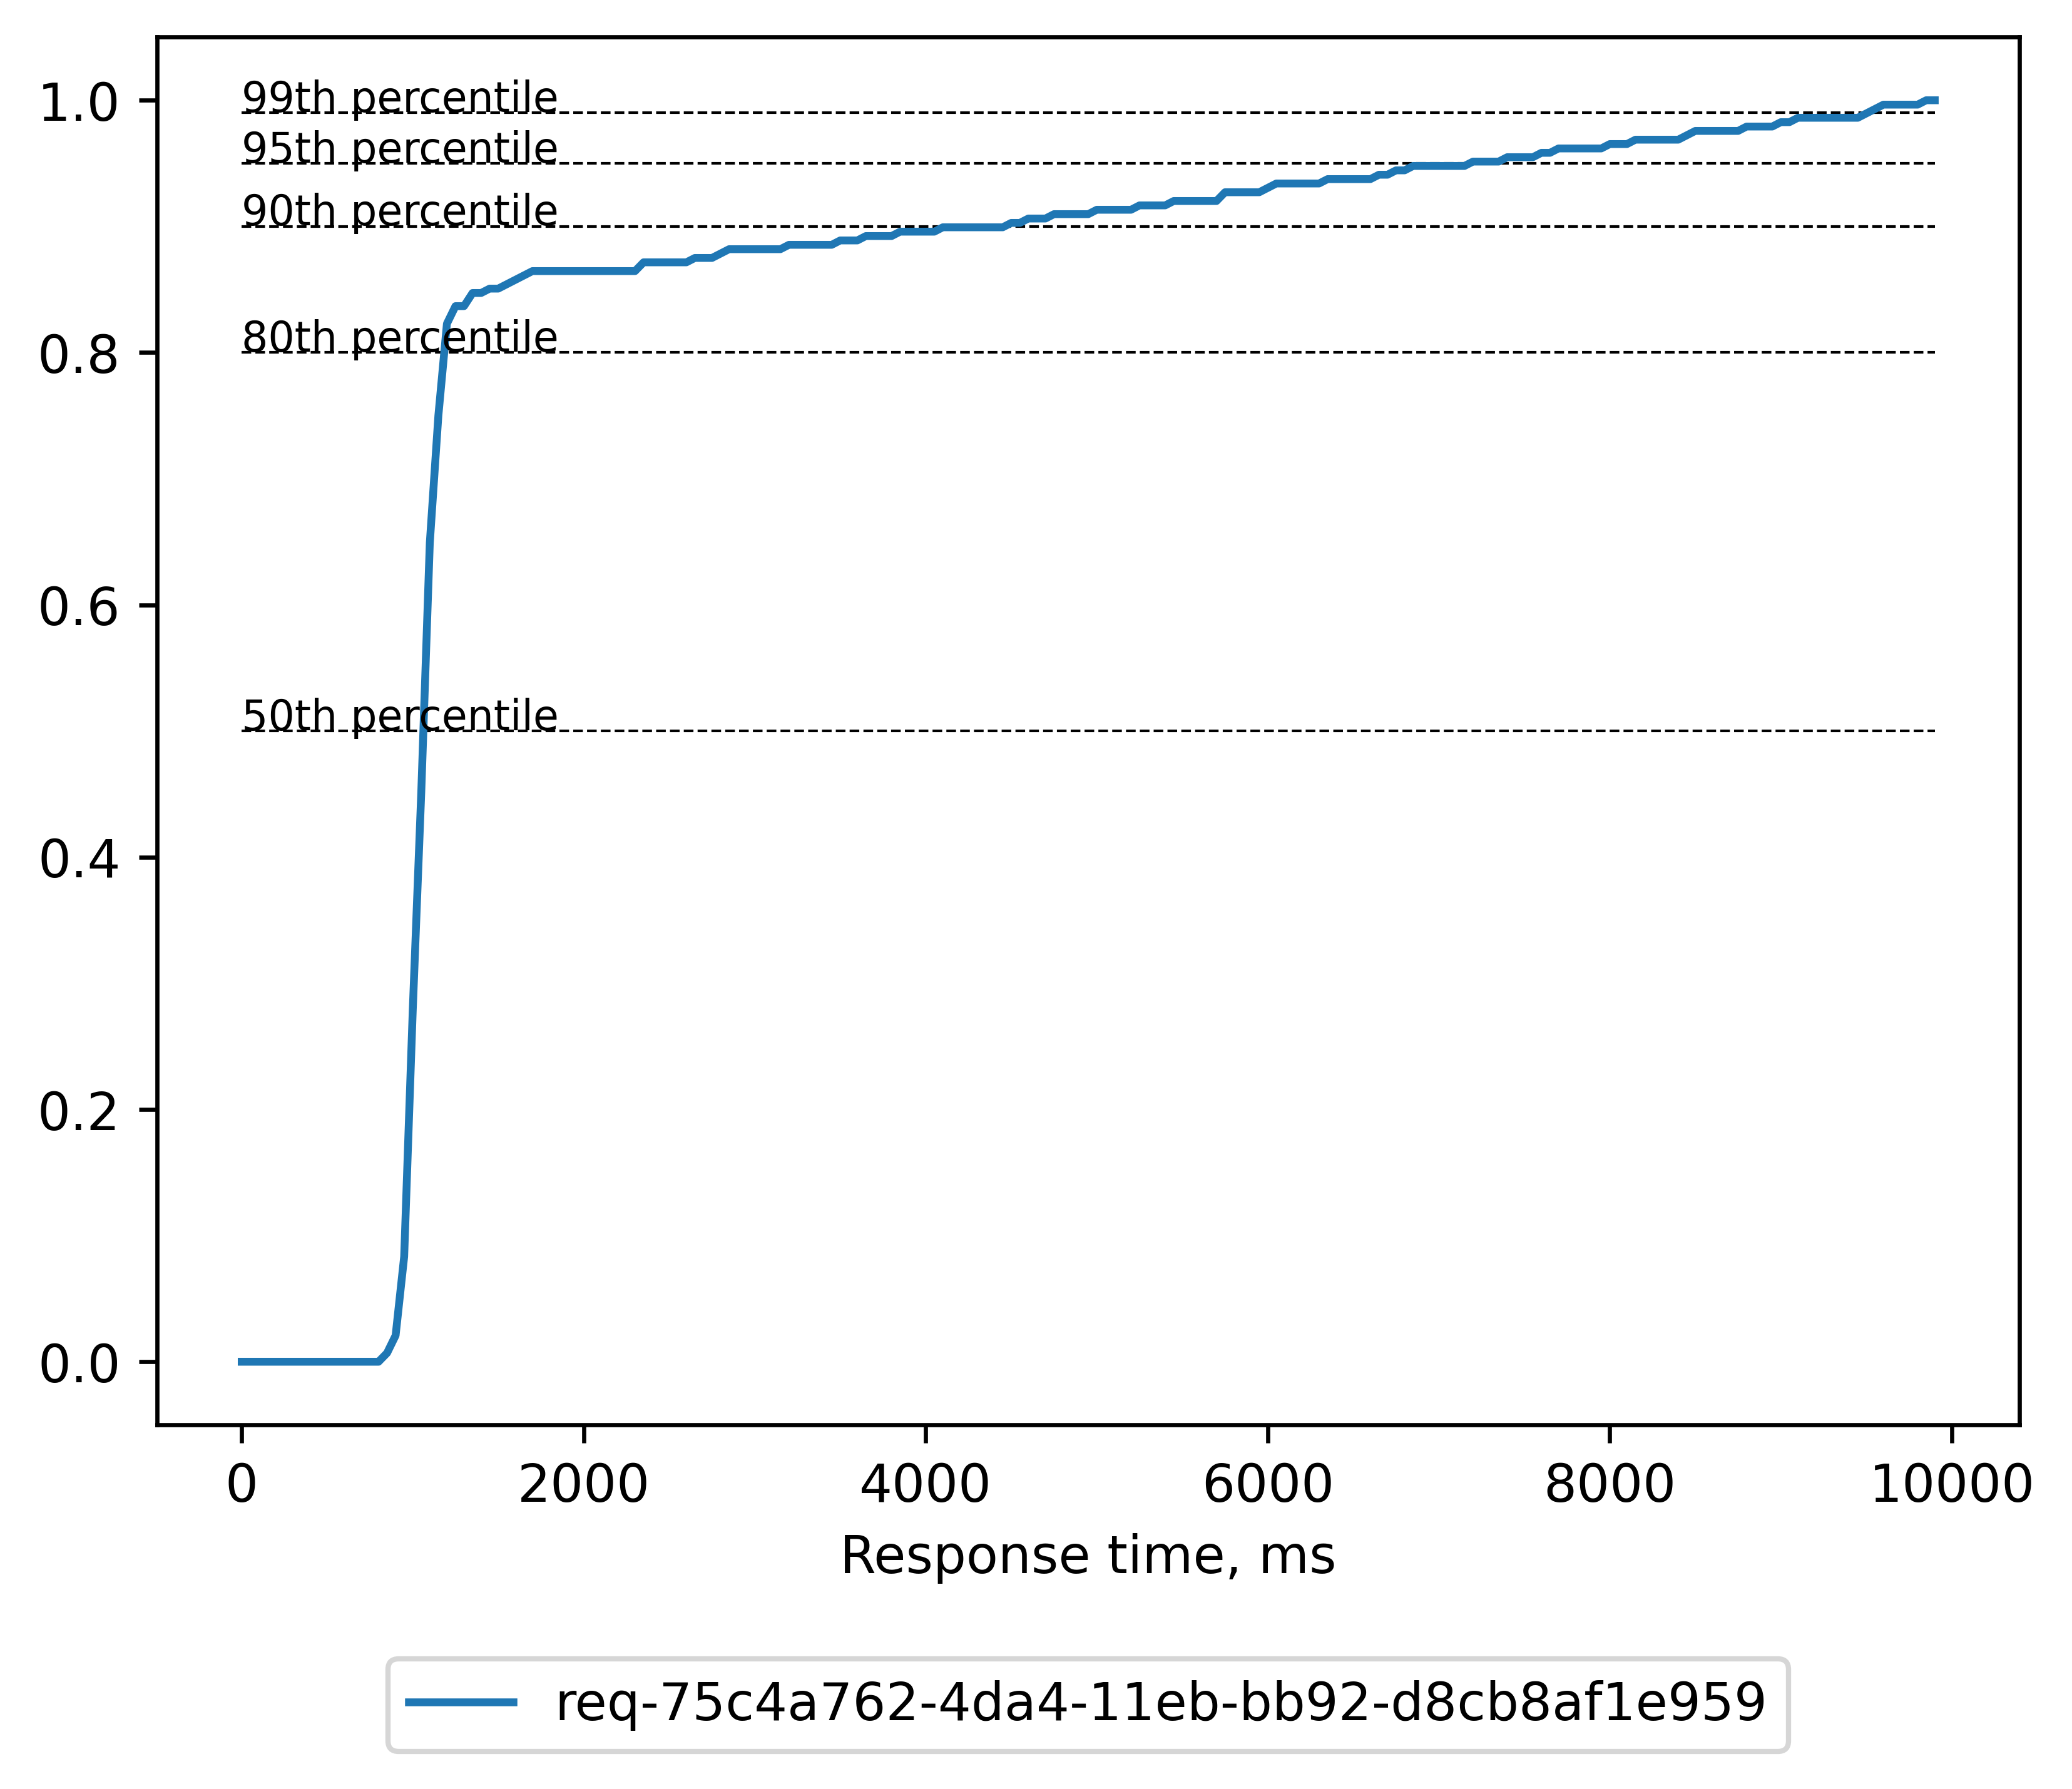 1.0
99th percentile
95th percentile
90th percentile
0.8
80th percentile
0.6
50th percentile
0.4
0.2
0.0
0 2000 4000 6000 8000 10000
Response time, ms
req-75c4a762-4da4-11eb-bb92-d8cb8af1e959